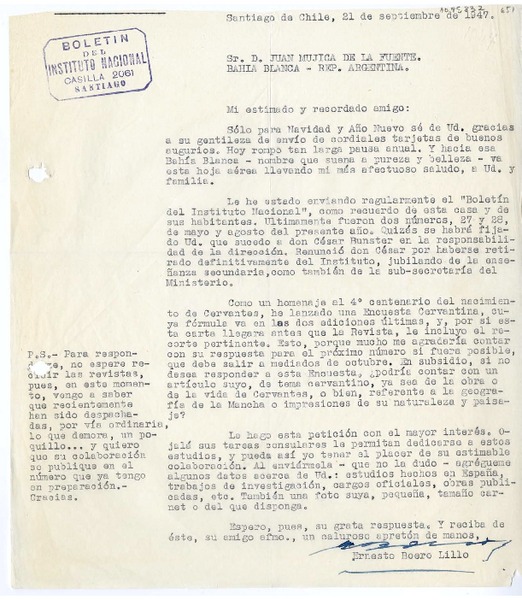 Santiago de Chile, 21 de septiembre de 1947.
BOLETIN
DEL
INSTITUTO NACIONAL
CASILLA 2061
SANTIAGO
Sr. D. JUAN MUJICA DE LA FUENTE.
BAHIA BLANCA - REP. ARGENTINA.
Mi estimado y recordado amigo:
Sólo para Navidad y Año Nuevo sé de Ud. gracias
a su gentileza de envío de cordiales tarjetas de buenos
augurios. Hoy rompo tan larga pausa anual. Y hacia esa
Bahía Blanca - nombre que suana a pureza y belleza - va
esta hoja aérea llevando mi más afectuoso saludo, a Ud. y
familia.
Le he estado enviando regularmente el "Boletín
del Instituto Nacional", como recuerdo de esta casa y de
sus habitantes. Ultimamente fueron dos números, 27 y 28,
de mayo y agosto del presente año. Quizés se habrá fijado
Ud. que sucedo a don César Bunster en la responsabili-
dad de la dirección. Renunció don César por haberse reti-
rado definitivamente del Instituto, jubilando de la ense-
ñanza secundaria,como también de la sub-secretaría del
Ministerio.
Como un homenaje al 4° centenario del nacimiento
de Cervantes, he lanzado una Encuesta Cervantina, cu-
ya fórmula va en las dos ediciones últimas, y, por si es-
ta carta llegara antes que la Revista, le incluyo el re-
corte pertinente. Esto, porque mucho me agradaría contar
con su respuesta para el próximo número si fuera posible,
que debe salir a mediados de octubre. En subsidio, si no
desea responder a esta Encuesta, ¿podría contar con un
artículo suyo, de tema cervantino, ya sea de la obra o
de la vida de Cervantes, o bien, referente a la geogra-
fía de la Mancha o impresiones de su naturaleza y paisa-
je?
Le hago esta petición con el mayor interés. O-
jalá sus tareas consulares le permitan dedicarse a estos
estudios, y pueda así yo tener el placer de su estimable
colaboración. Al enviármela - que no la dudo - agrégueme
algunos datos acerca de Ud.: estudios hechos en España,
trabajos de investigación, cargos oficiales, obras publi-
cadas, etc. También una foto suya, pequeña, tamaño car-
net o del que disponga.
Espero, pues, su grata respuesta. Y reciba de
éste, su amigo efmo., un caluroso apretón de manos,
Ernesto Boero Lillo
P.S.- Para respon-
no espere re-
cibir las revistas,
pues, en este momen-
to, vengo a saber
que recientemente
han sido despacha-
das, por vía ordinaria,
lo que demora, un po-
quillo... y quiero
que su colaboración
se publique en el
número que ya tengo
en preparación.-
Gracias.